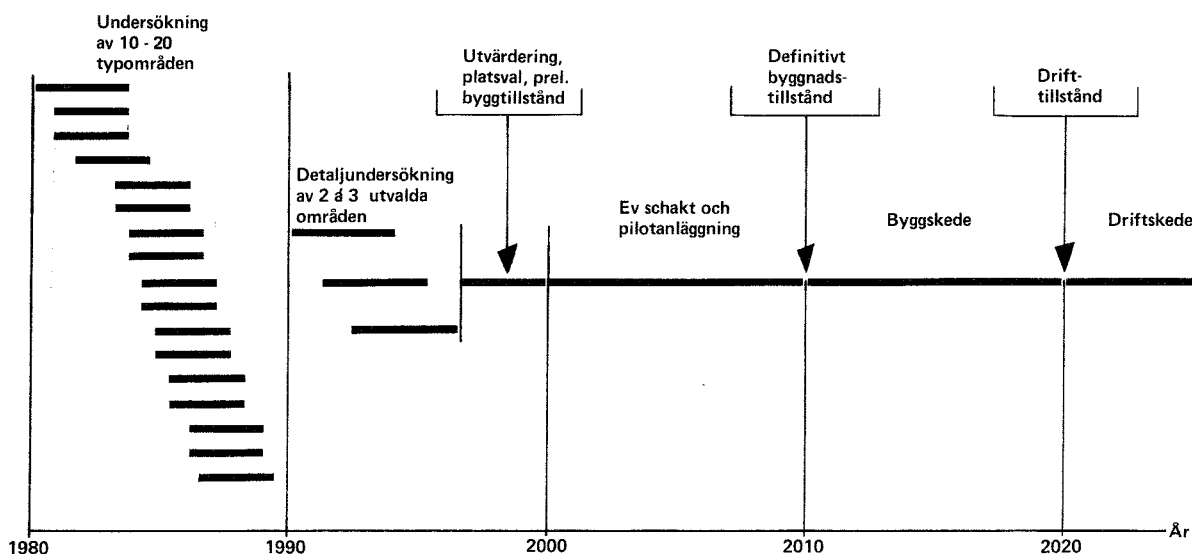 Undersökning
av 10 - 20
typområden
Utvärdering,
platsval, prel.
byggtillstånd
Definitivt
byggnads-
tillstånd
Drift-
tillstånd
Detaljundersökning
av 2 á 3 utvalda
områden
Ev schakt och
pilotanläggning
Byggskede
Driftskede
År
1980
1990
2000
2010
2020